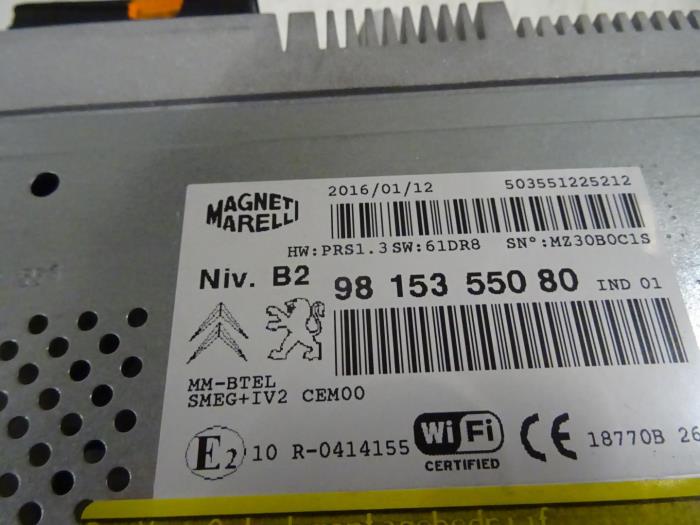 MAGNETI
MARELLI
2016/01/12 503551225212
HW:PRS1.3 SW:61DR8 SN°:MZ30B0C1S
Niv. B2 98 153 550 80 IND 01
MM-BTEL
SMEG+IV2 CEM00
E2 10 R-0414155 WiFi CE 18770B 26
CERTIFIED